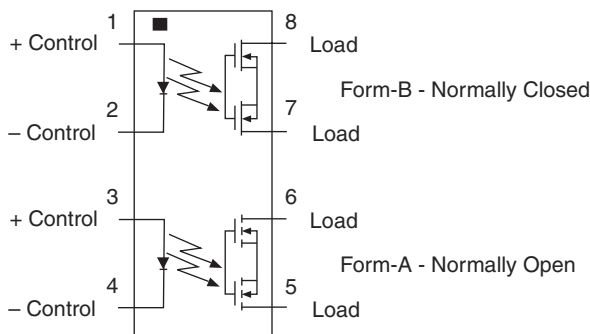 1
8
+ Control
Load
Form-B - Normally Closed
2
7
– Control
Load
3
6
+ Control
Load
Form-A - Normally Open
4
5
– Control
Load